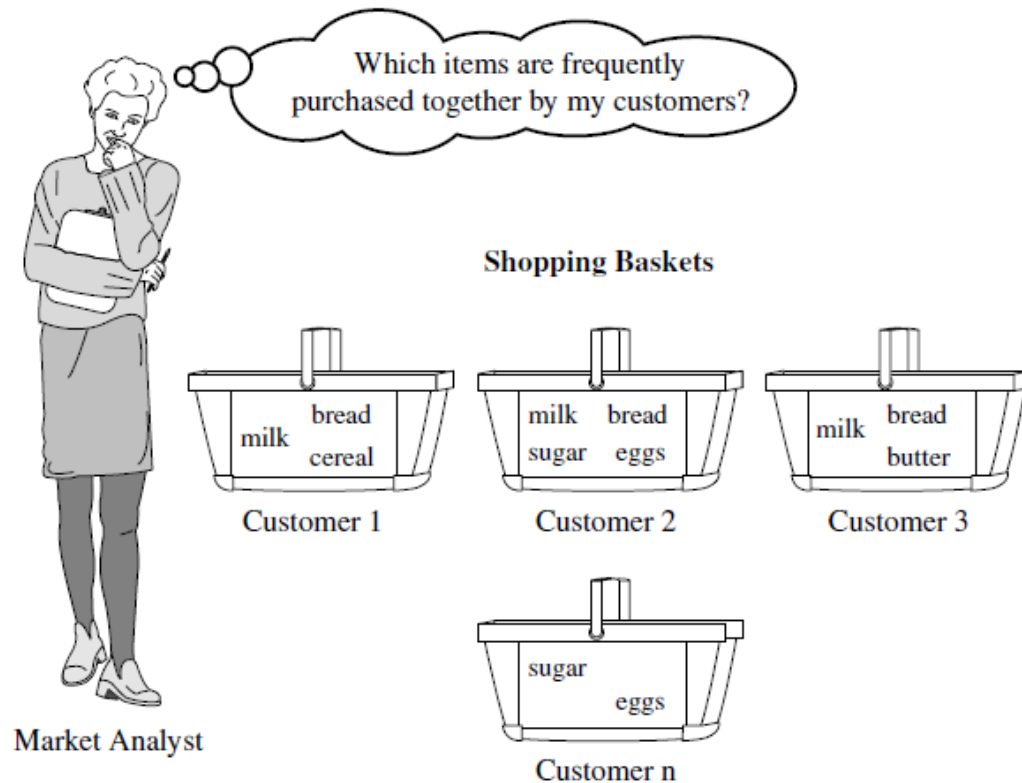 Which items are frequently
purchased together by my customers?
Shopping Baskets
milk
bread
cereal
Customer 1
milk bread
sugar eggs
Customer 2
milk
bread
butter
Customer 3
sugar
eggs
Customer n
Market Analyst